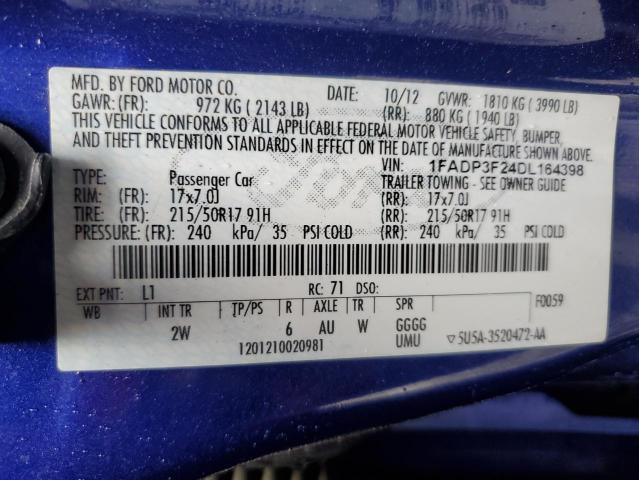 MFD. BY FORD MOTOR CO. DATE: 10/12 GVWR: 1810 KG ( 3990 LB)
GAWR: (FR): 972 KG ( 2143 LB) (RR): 880 KG ( 1940 LB)
THIS VEHICLE CONFORMS TO ALL APPLICABLE FEDERAL MOTOR VEHICLE SAFETY, BUMPER,
AND THEFT PREVENTION STANDARDS IN EFFECT ON THE DATE OF MANUFACTURE SHOWN ABOVE.
VIN: 1FADP3F24DL164398
TYPE: Passenger Car TRAILER TOWING - SEE OWNER GUIDE
RIM: (FR): 17x7.0J (RR): 17x7.0J
TIRE: (FR): 215/50R17 91H (RR): 215/50R17 91H
PRESSURE: (FR): 240 kPa/ 35 PSI COLD (RR): 240 kPa/ 35 PSI COLD
EXT PNT: L1 RC: 71 DSO: F0059
WB INT TR TP/PS R AXLE TR SPR
2W 6 AU W GGGG
1201210020981 UMU ▽5U5A-3520472-AA